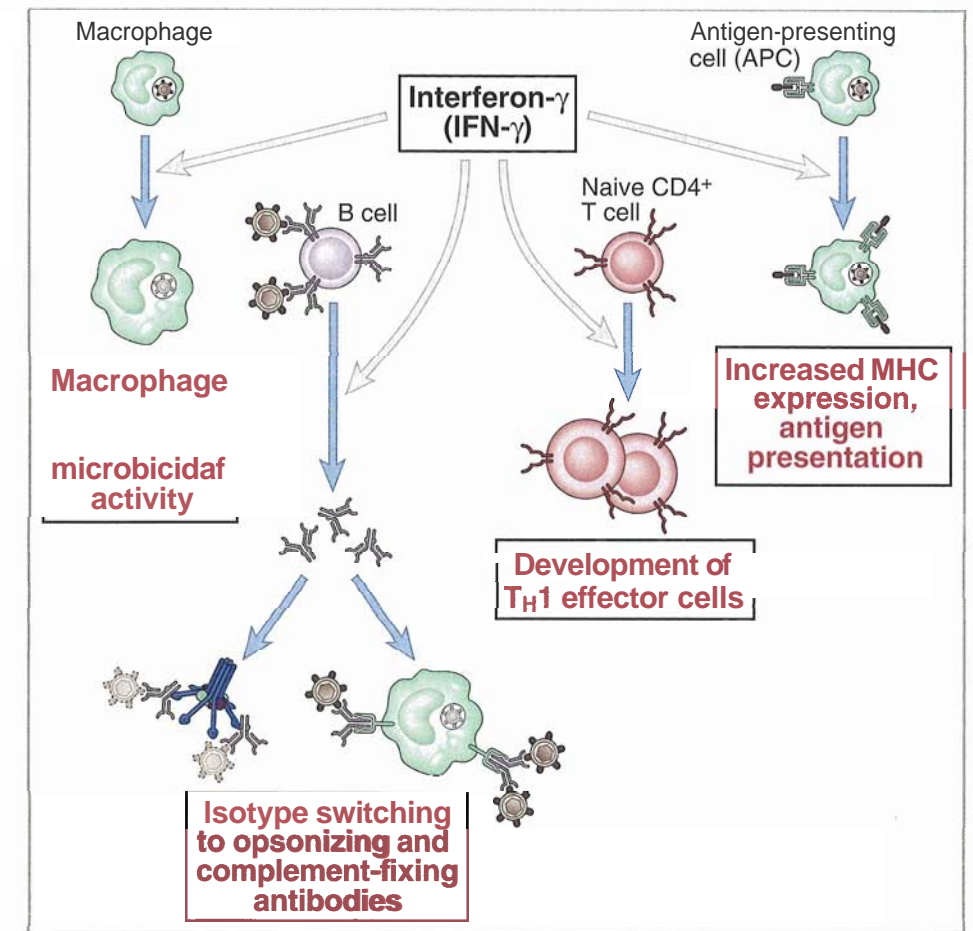 Macrophage
Antigen-presenting
cell (APC)
Interferon-γ
(IFN-γ)
B cell
Naive CD4+
T cell
Macrophage
microbicidaf
activity
Increased MHC
expression,
antigen
presentation
Development of
TH1 effector cells
Isotype switching
to opsonizing and
complement-fixing
antibodies